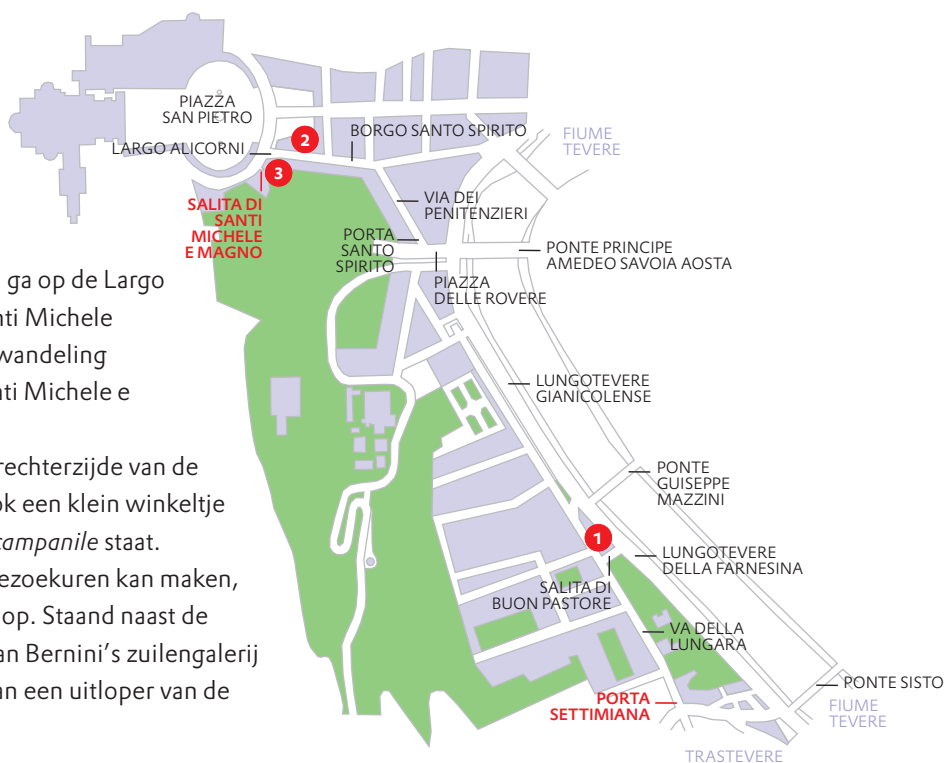 PIAZZA
SAN PIETRO
2
BORGO SANTO SPIRITO
FIUME
TEVERE
LARGO ALICORNI
3
SALITA DI
SANTI
MICHELE
E MAGNO
VIA DEI
PENITENZIERI
PORTA
SANTO
SPIRITO
PONTE PRINCIPE
AMEDEO SAVOIA AOSTA
PIAZZA
DELLE ROVERE
LUNGOTEVERE
GIANICOLENSE
PONTE
GUISEPPE
MAZZINI
1
LUNGOTEVERE
DELLA FARNESINA
SALITA DI
BUON PASTORE
VA DELLA
LUNGARA
PORTA
SETTIMIANA
PONTE SISTO
FIUME
TEVERE
TRASTEVERE
ga op de Largo
nti Michele
wandeling
nti Michele e
rechterzijde van de
ok een klein winkeltje
campanile staat.
ezoekuren kan maken,
op. Staand naast de
an Bernini's zuilengalerij
an een uitloper van de